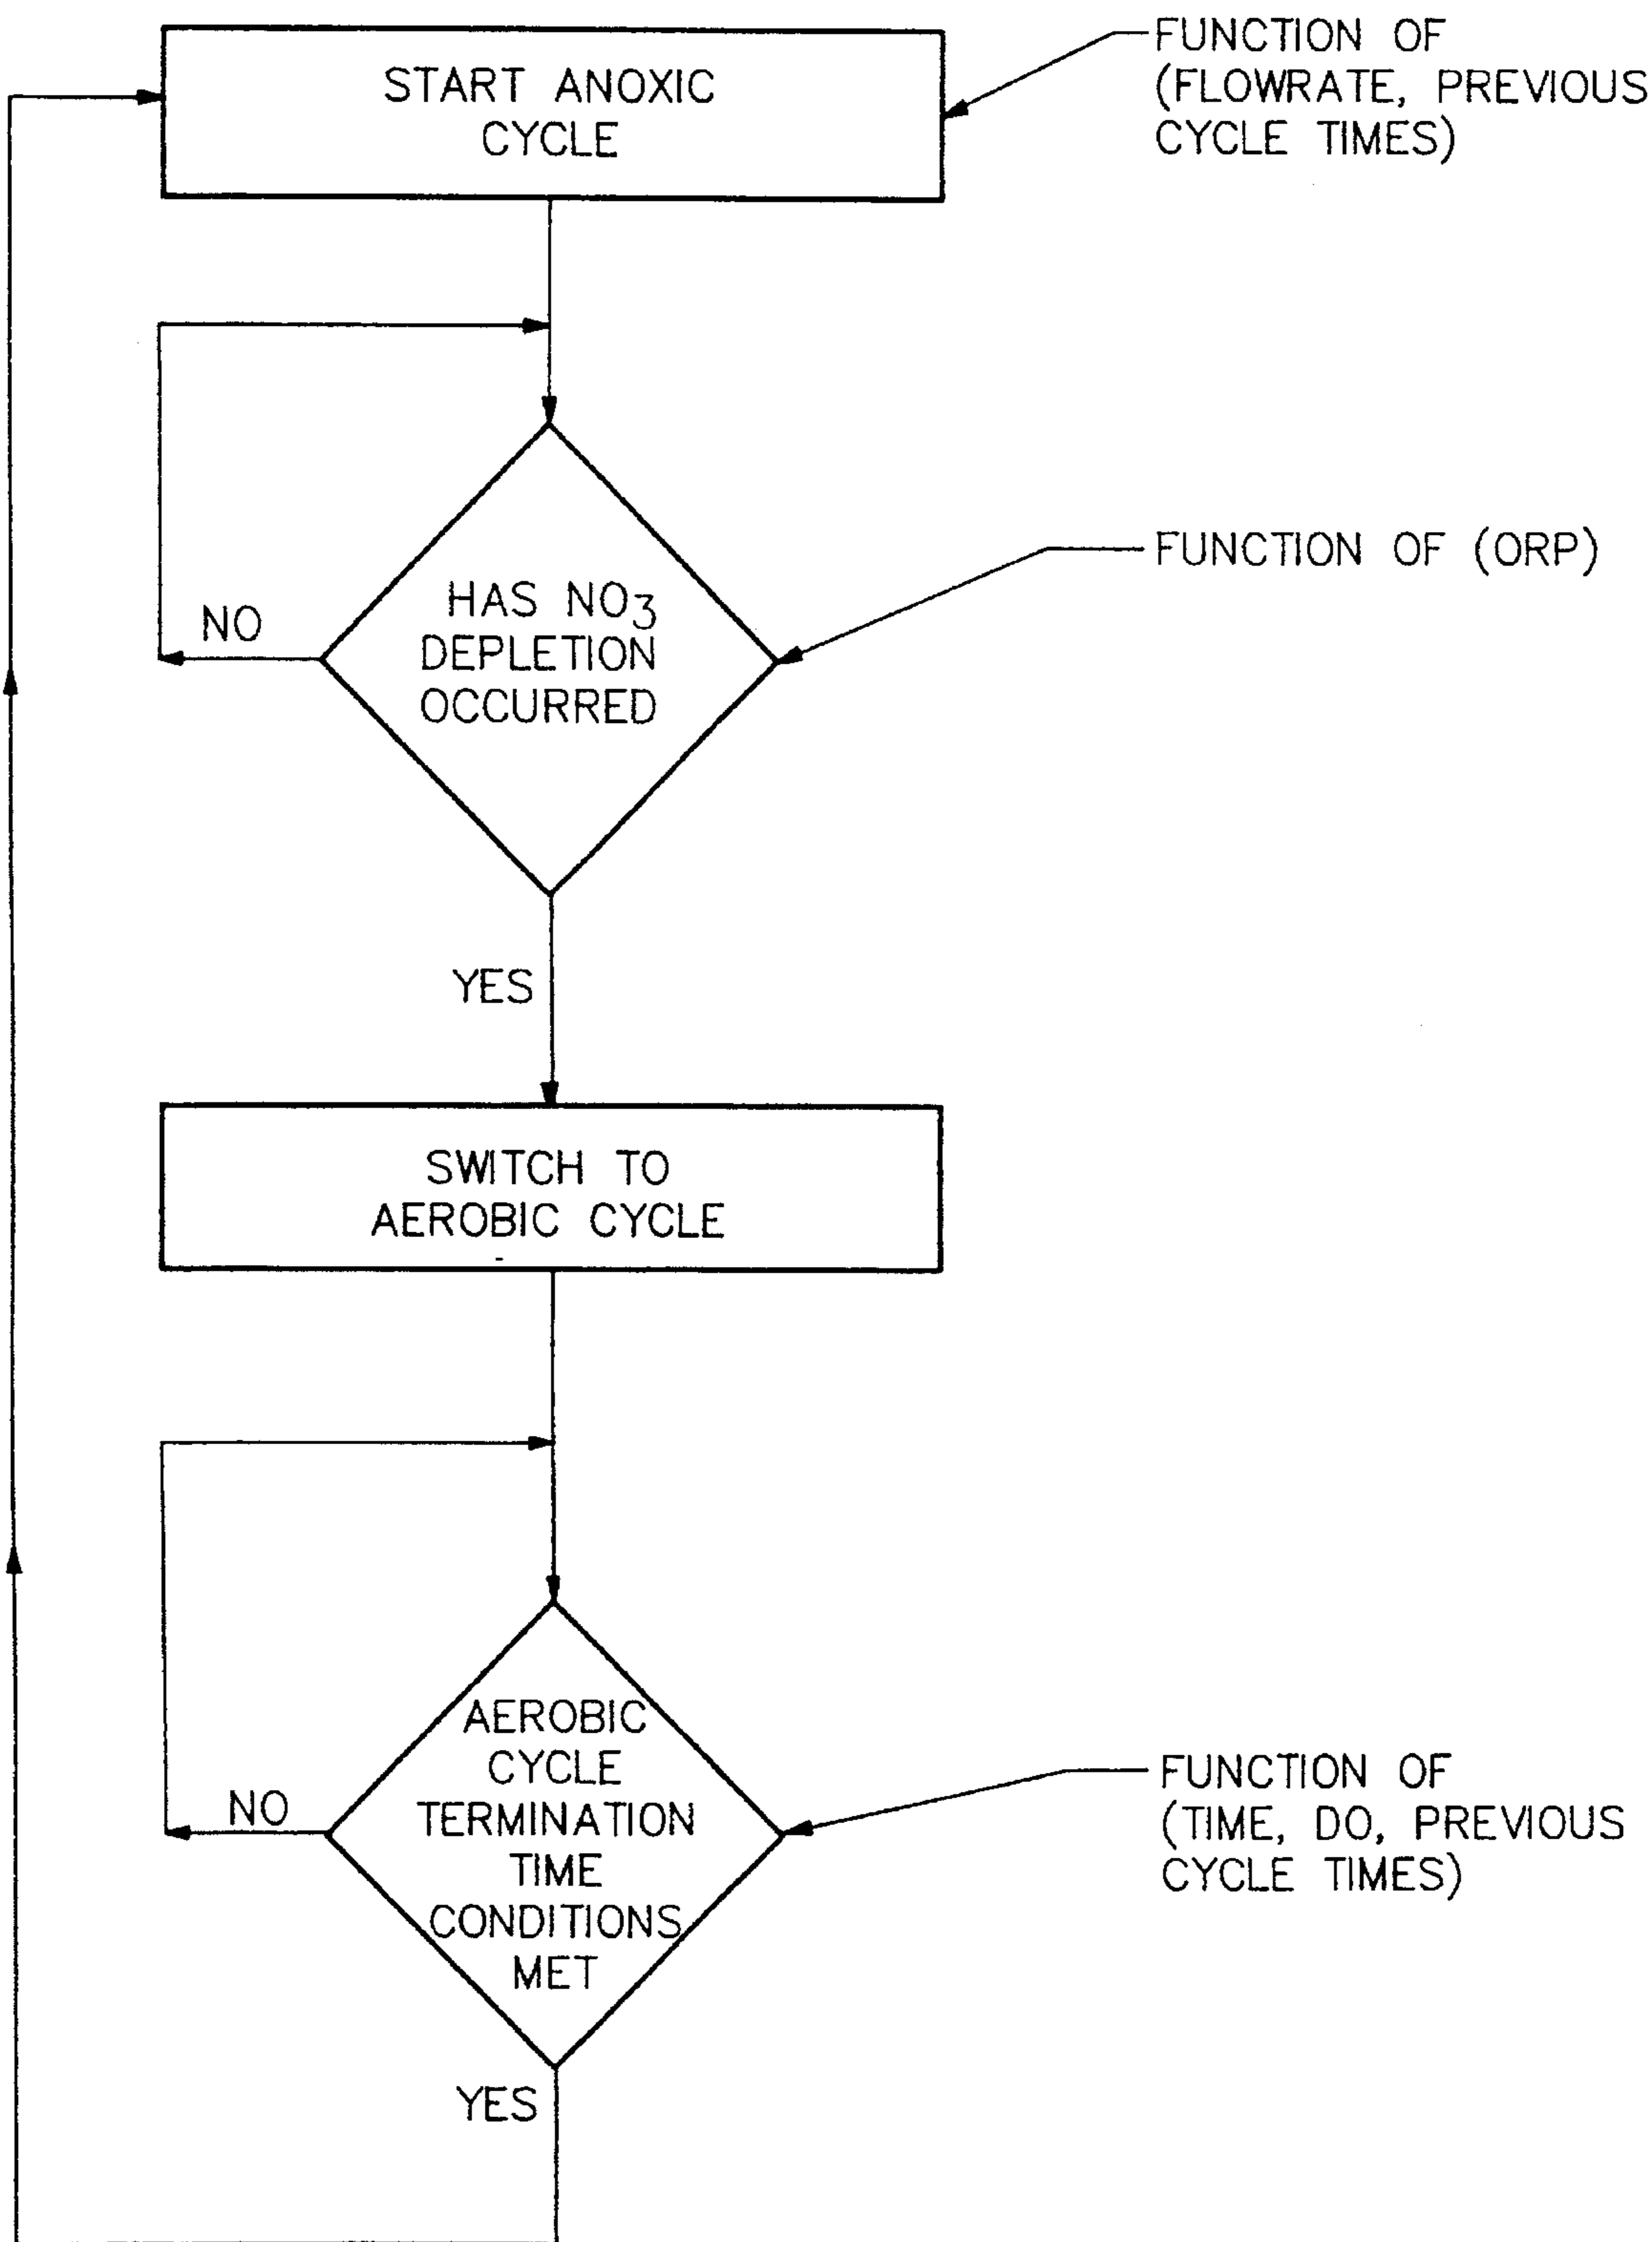 START ANOXIC
CYCLE
FUNCTION OF
(FLOWRATE, PREVIOUS
CYCLE TIMES)
HAS NO3
DEPLETION
OCCURRED
FUNCTION OF (ORP)
NO
YES
SWITCH TO
AEROBIC CYCLE
AEROBIC
CYCLE
TERMINATION
TIME
CONDITIONS
MET
FUNCTION OF
(TIME, DO, PREVIOUS
CYCLE TIMES)
NO
YES